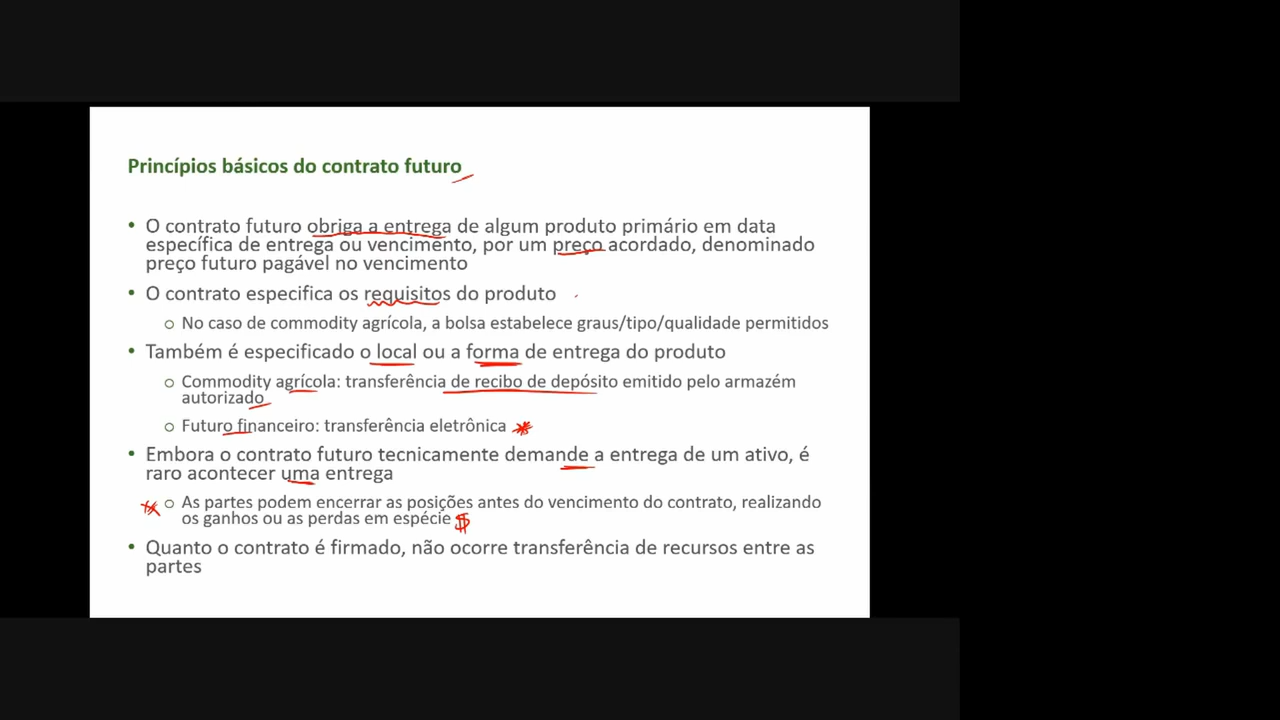 Princípios básicos do contrato futuro
• O contrato futuro obriga a entrega de algum produto primário em data
específica de entrega ou vencimento, por um preço acordado, denominado
preço futuro pagável no vencimento
• O contrato especifica os requisitos do produto
o No caso de commodity agrícola, a bolsa estabelece graus/tipo/qualidade permitidos
• Também é especificado o local ou a forma de entrega do produto
o Commodity agrícola: transferência de recibo de depósito emitido pelo armazém
autorizado
o Futuro financeiro: transferência eletrônica *
• Embora o contrato futuro tecnicamente demande a entrega de um ativo, é
raro acontecer uma entrega
* o As partes podem encerrar as posições antes do vencimento do contrato, realizando
os ganhos ou as perdas em espécie $
• Quanto o contrato é firmado, não ocorre transferência de recursos entre as
partes